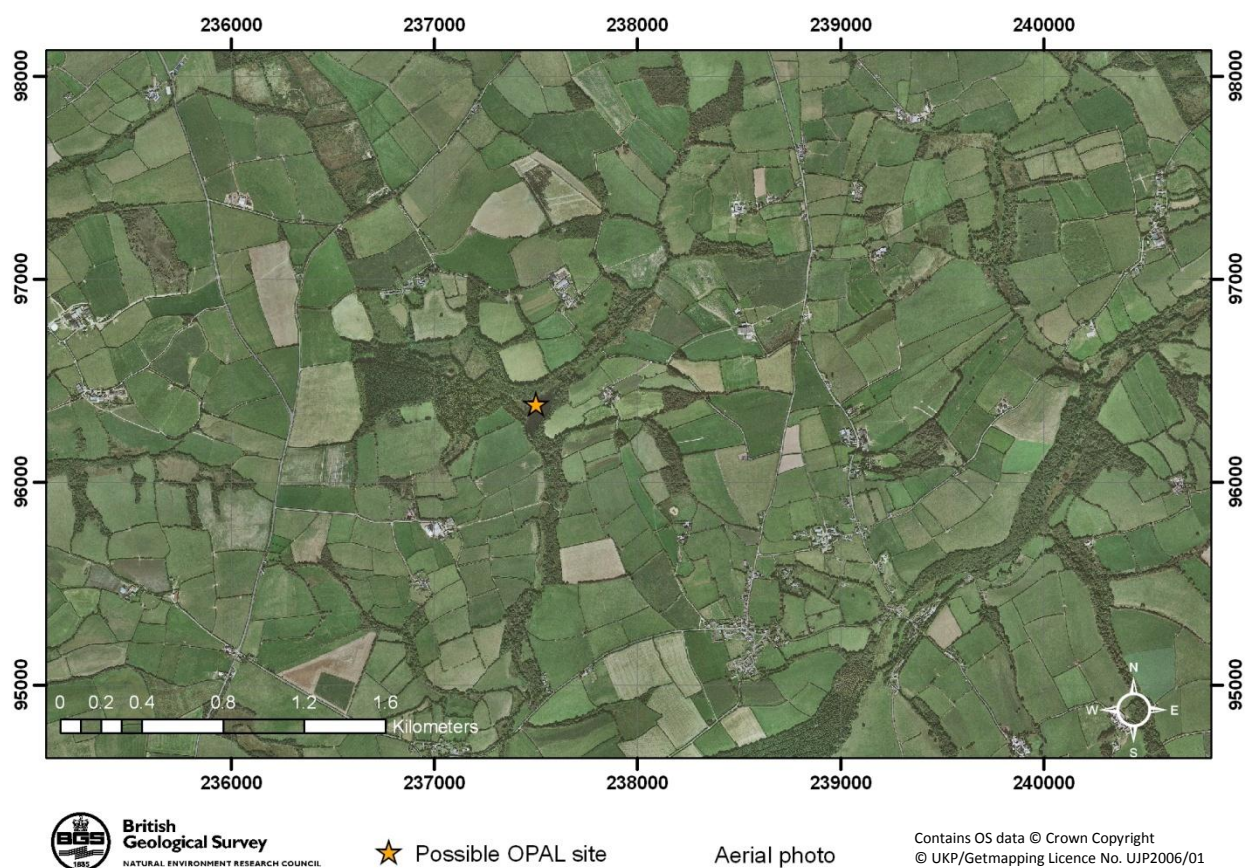 236000 237000 238000 239000 240000
98000 98000
97000 97000
96000 96000
95000 95000
N
W E
S
0 0.2 0.4 0.8 1.2 1.6
Kilometers
236000 237000 238000 239000 240000
BGS
1835
British
Geological Survey
NATURAL ENVIRONMENT RESEARCH COUNCIL
Possible OPAL site
Aerial photo
Contains OS data © Crown Copyright
© UKP/Getmapping Licence No. UJP2006/01